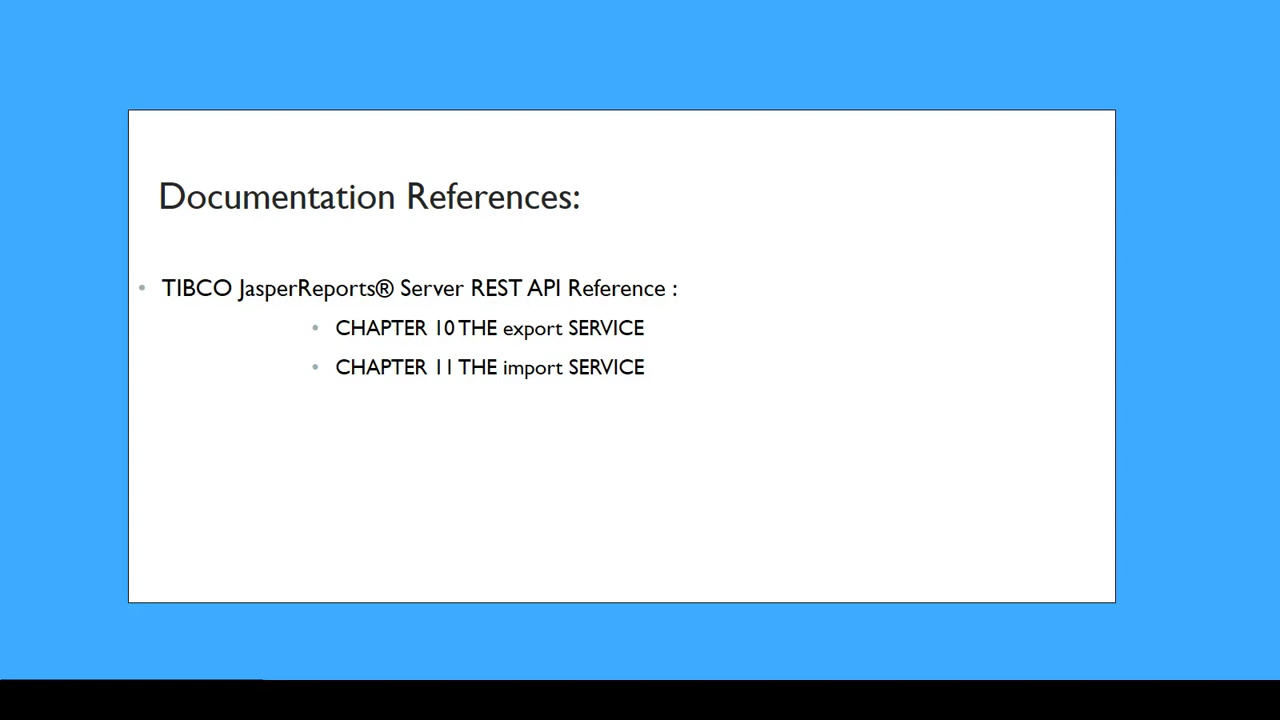 Documentation References:
• TIBCO JasperReports® Server REST API Reference :
• CHAPTER 10 THE export SERVICE
• CHAPTER 11 THE import SERVICE